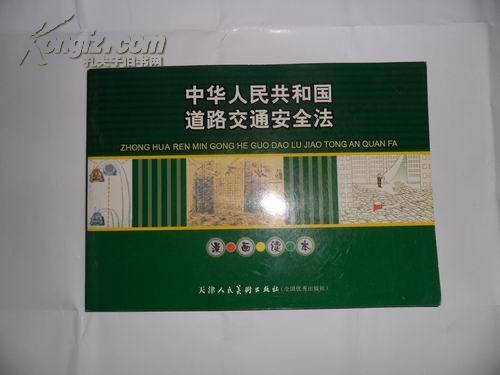 Kongfz.com
孔夫子旧书网
中华人民共和国
道路交通安全法
ZHONG HUA REN MIN GONG HE GUO DAO LU JIAO TONG AN QUAN FA
漫画读本
天津人民美术出版社(全国优秀出版社)